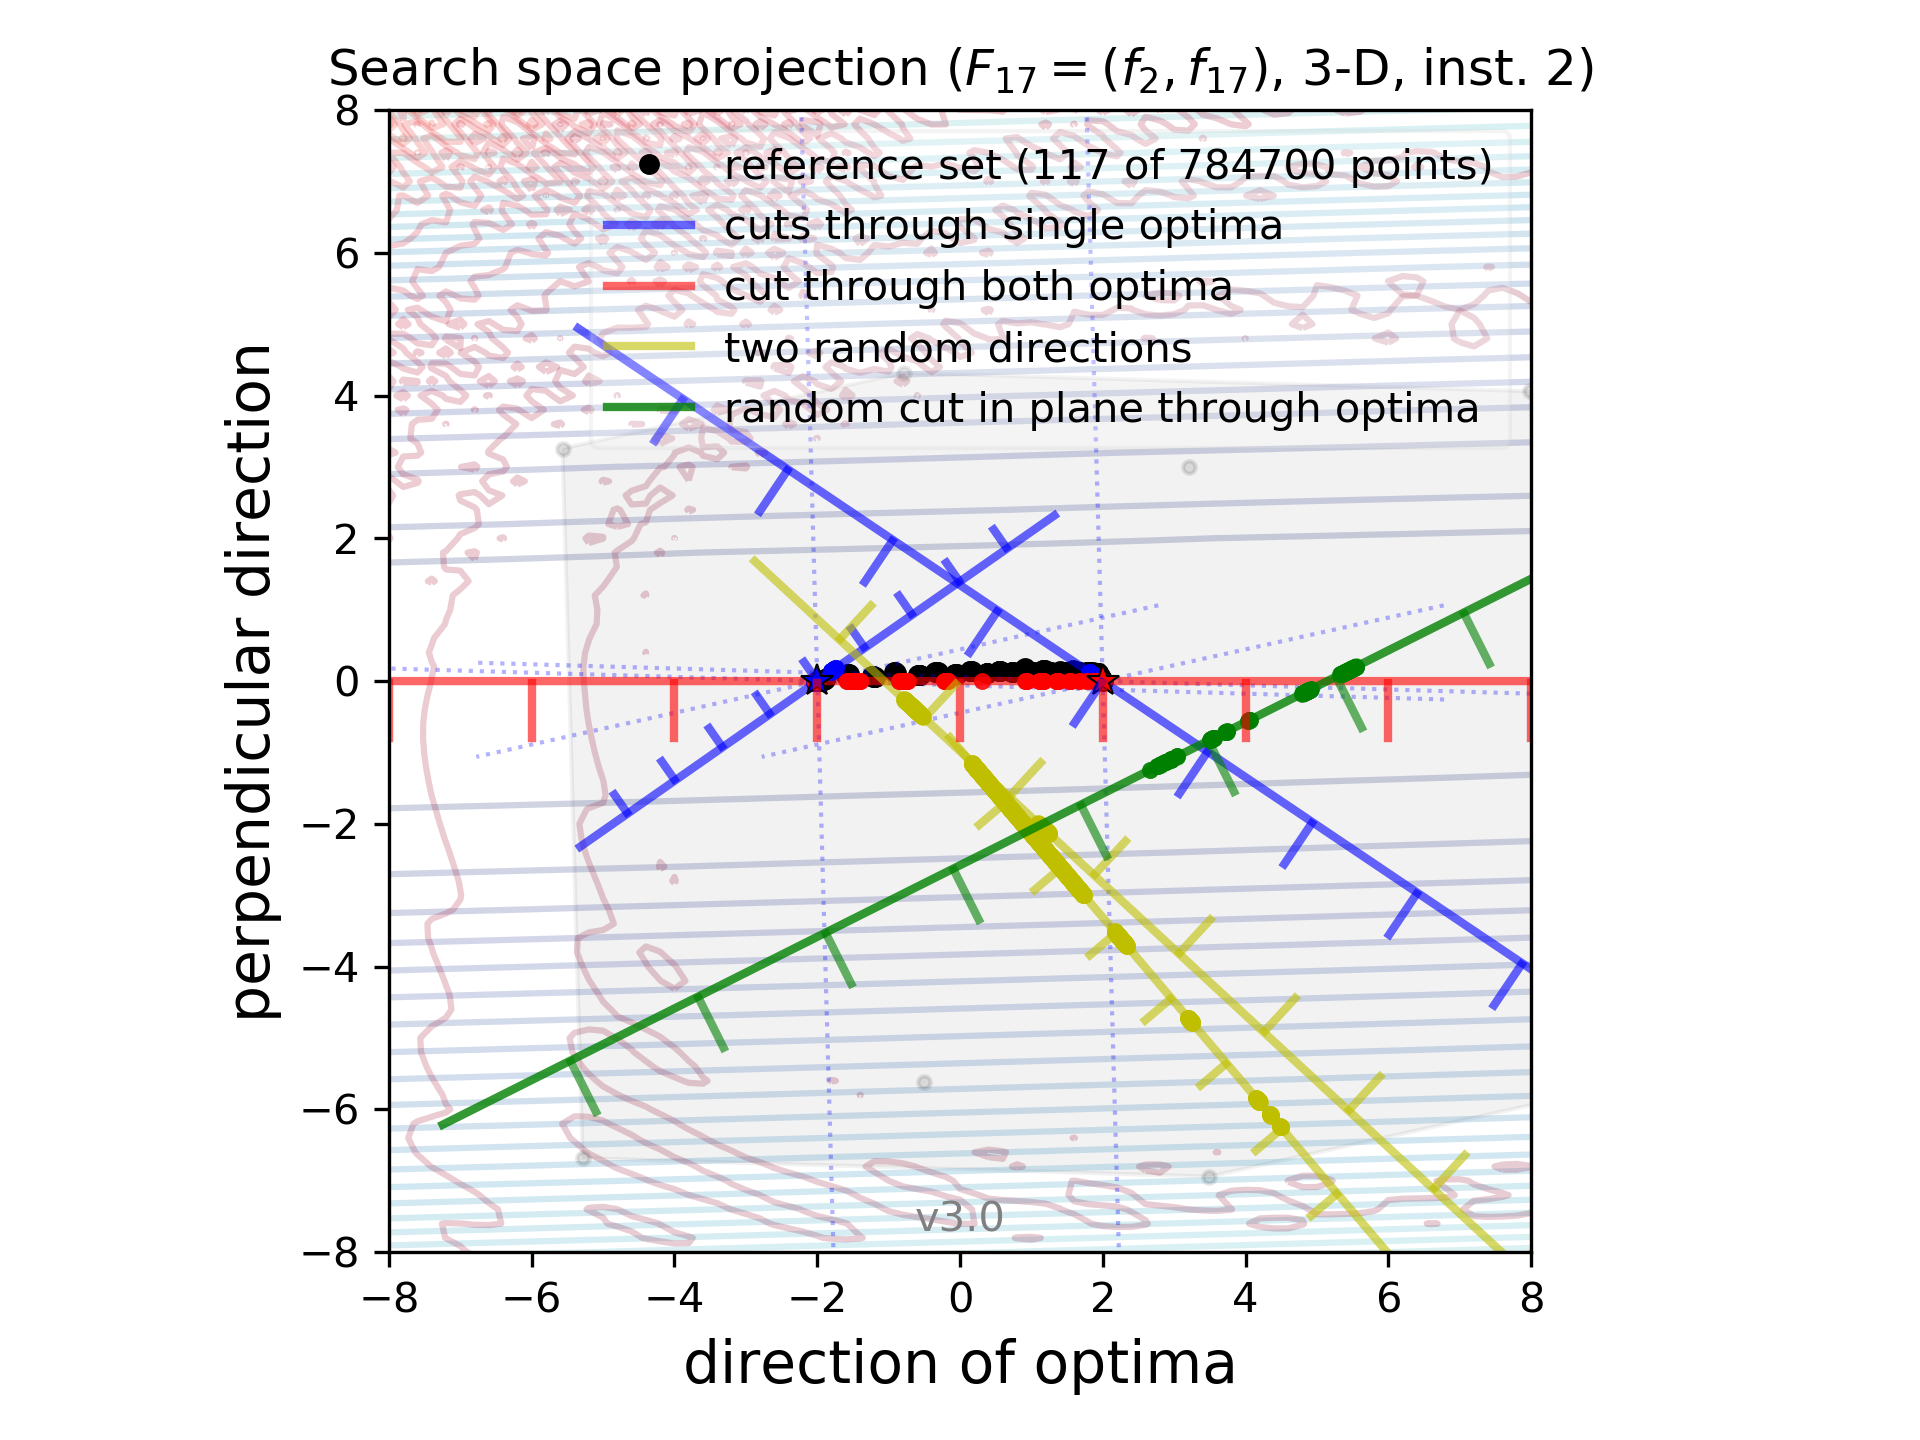 Search space projection (F17 = (f2, f17), 3-D, inst. 2)
8
6
4
2
0
−2
−4
−6
−8
perpendicular direction
reference set (117 of 784700 points)
cuts through single optima
cut through both optima
two random directions
random cut in plane through optima
v3.0
−8 −6 −4 −2 0 2 4 6 8
direction of optima